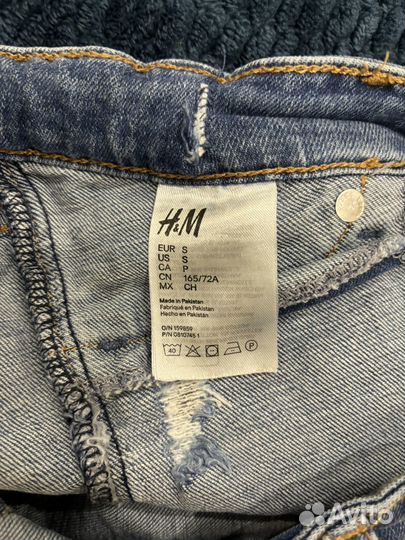 H&M
EUR S
US S
CA P
CN 165/72A
MX CH
Made in Pakistan
Fabriqué en Pakistan
Hecho en Pakistán
O/N 159859
P/N 0810745 1
40
P
Avito